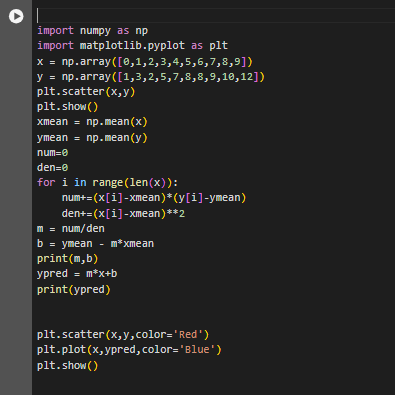 import numpy as np
import matplotlib.pyplot as plt
x = np.array([0,1,2,3,4,5,6,7,8,9])
y = np.array([1,3,2,5,7,8,8,9,10,12])
plt.scatter(x,y)
plt.show()
xmean = np.mean(x)
ymean = np.mean(y)
num=0
den=0
for i in range(len(x)):
    num+=(x[i]-xmean)*(y[i]-ymean)
    den+=(x[i]-xmean)**2
m = num/den
b = ymean - m*xmean
print(m,b)
ypred = m*x+b
print(ypred)
plt.scatter(x,y,color='Red')
plt.plot(x,ypred,color='Blue')
plt.show()